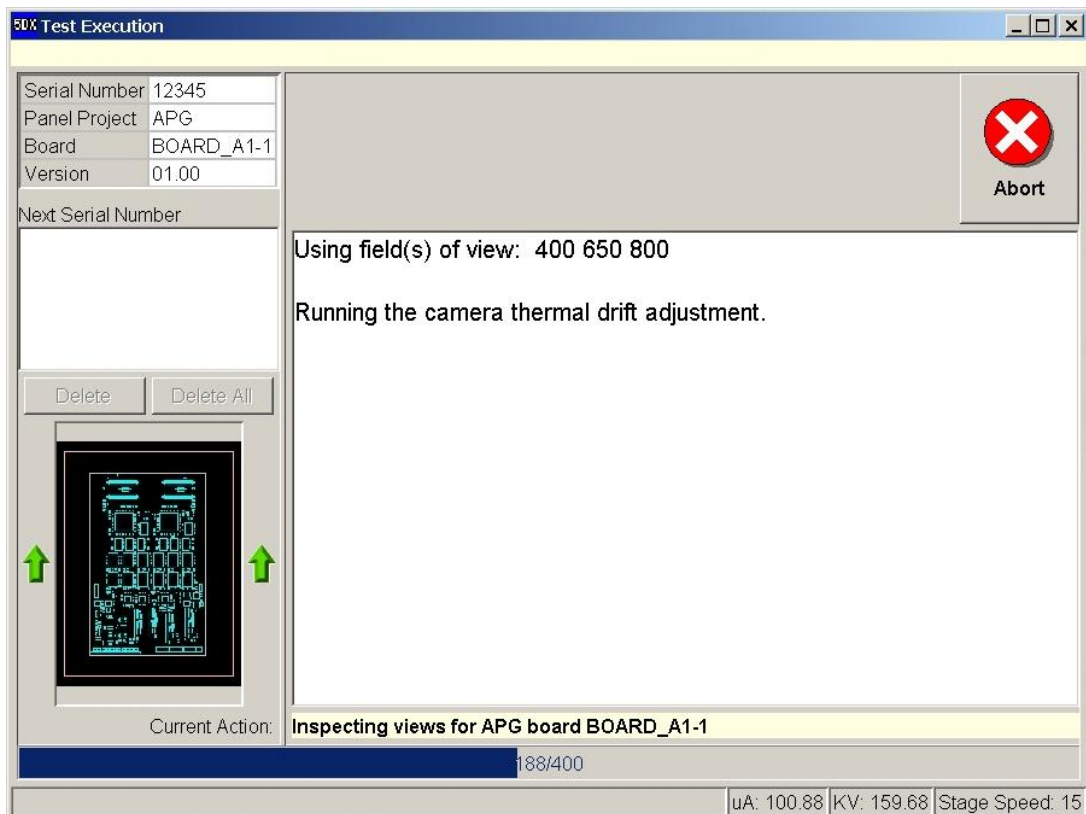 5DX Test Execution
Serial Number 12345
Panel Project APG
Board BOARD_A1-1
Version 01.00
Abort
Next Serial Number
Using field(s) of view:  400 650 800
Running the camera thermal drift adjustment.
Delete Delete All
Current Action: Inspecting views for APG board BOARD_A1-1
188/400
uA: 100.88 KV: 159.68 Stage Speed: 15